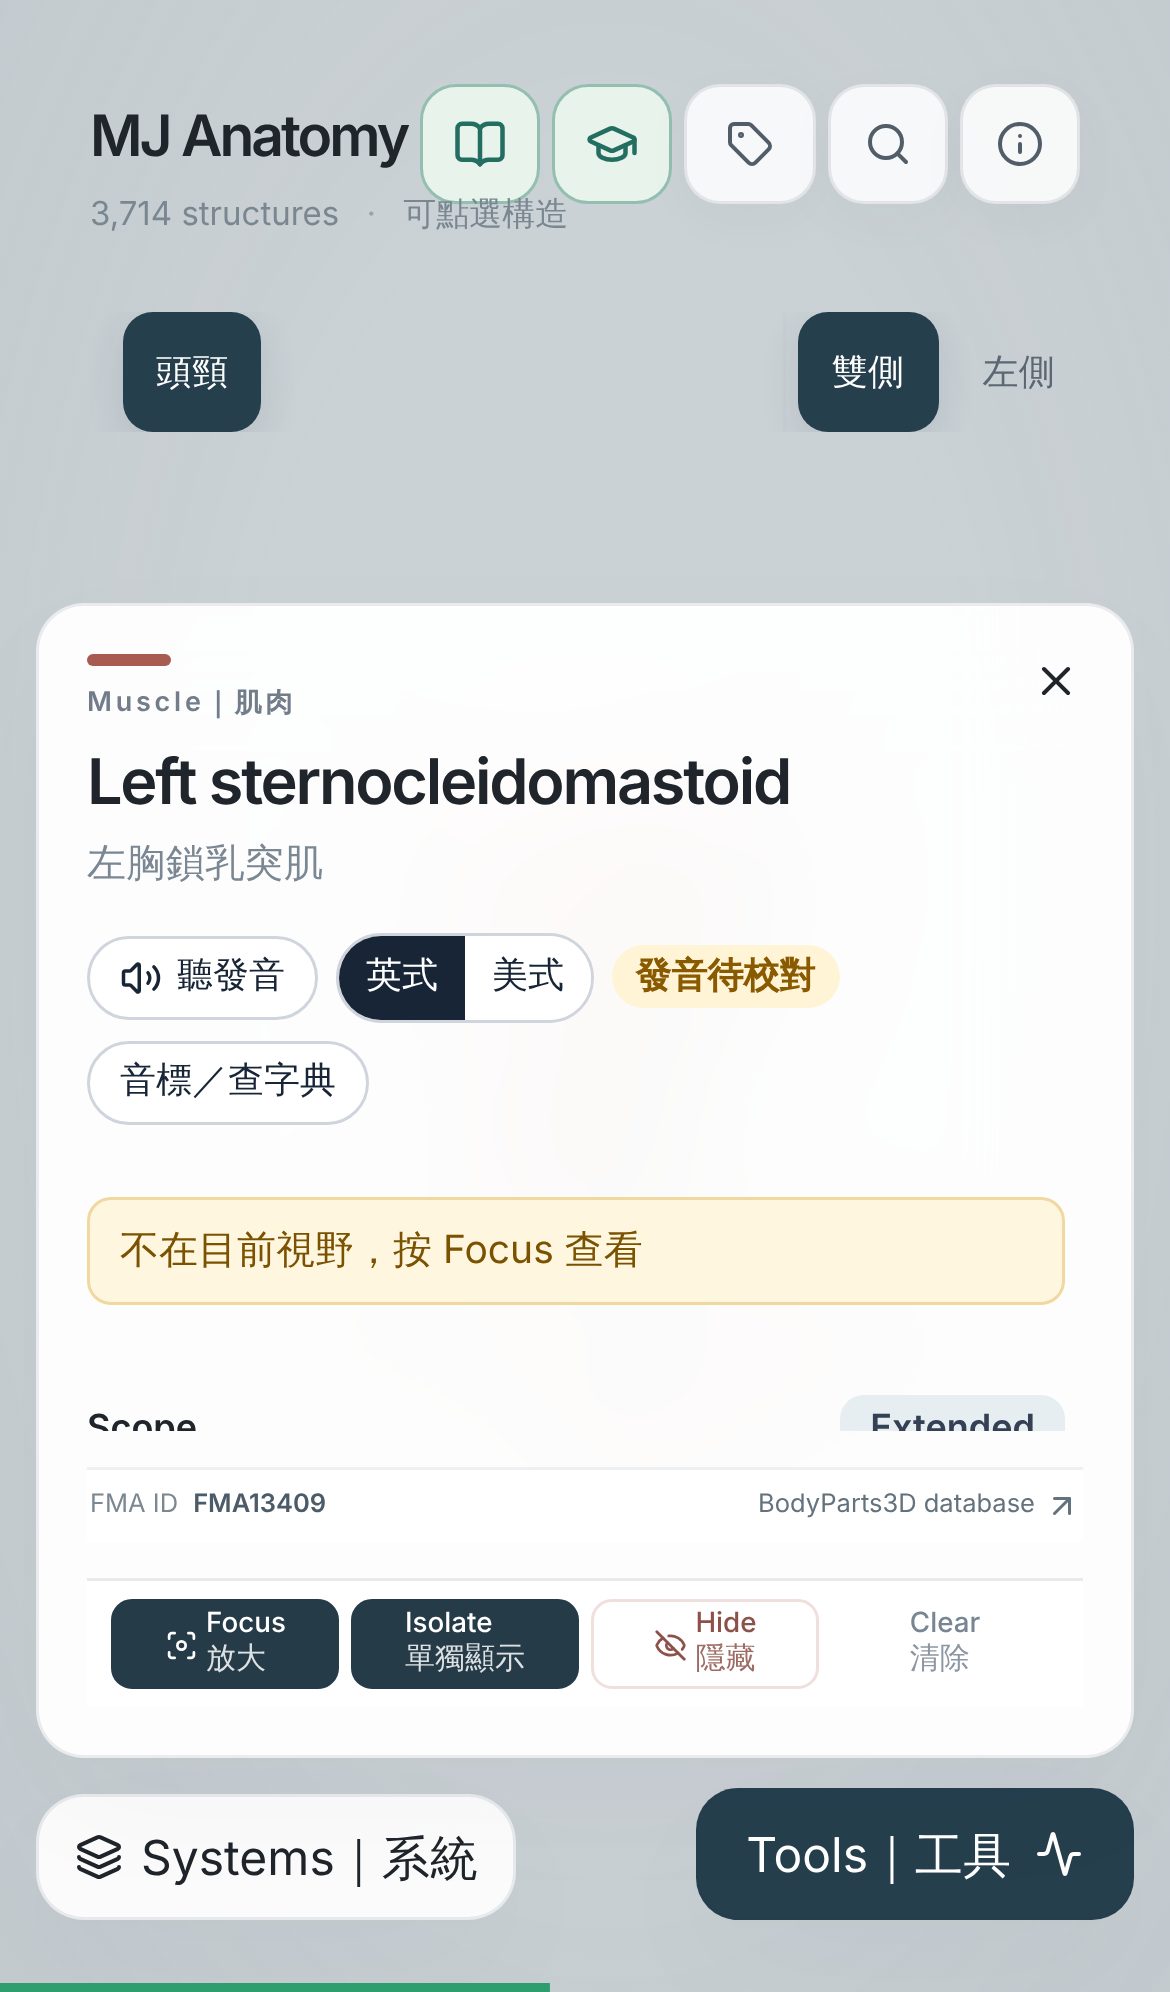 MJ Anatomy
3,714 structures · 可點選構造
頭頸 雙側 左側
Muscle | 肌肉
Left sternocleidomastoid
左胸鎖乳突肌
聽發音 英式 美式 發音待校對
音標／查字典
不在目前視野，按 Focus 查看
Scope Extended
FMA ID FMA13409 BodyParts3D database
Focus Isolate Hide Clear
放大 單獨顯示 隱藏 清除
Systems | 系統 Tools | 工具